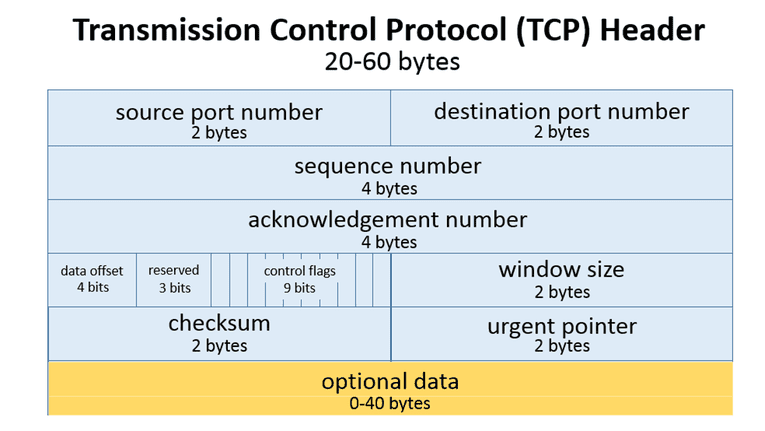 Transmission Control Protocol (TCP) Header
20-60 bytes
source port number
2 bytes
destination port number
2 bytes
sequence number
4 bytes
acknowledgement number
4 bytes
data offset
4 bits
reserved
3 bits
control flags
9 bits
window size
2 bytes
checksum
2 bytes
urgent pointer
2 bytes
optional data
0-40 bytes